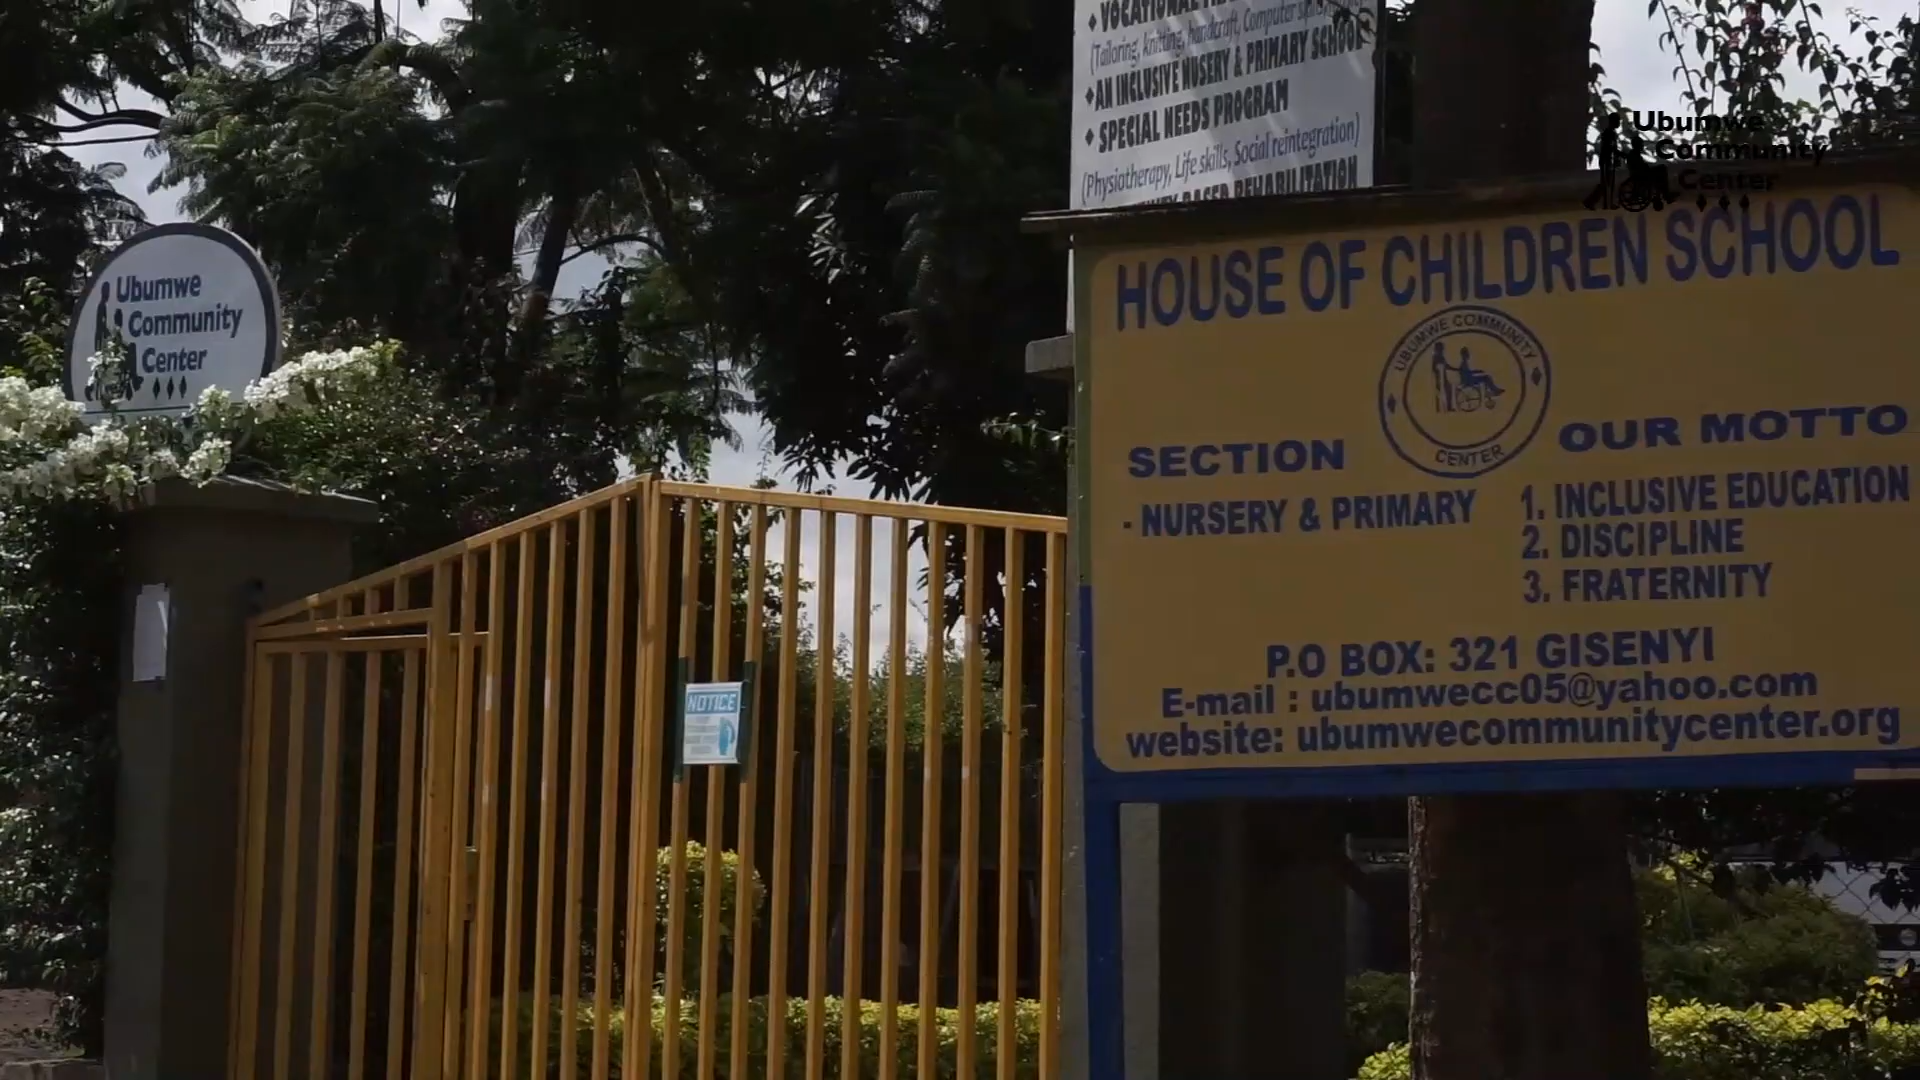 ♦ VOCATIONAL
(Tailoring, knitting, handcraft, Computer
♦AN INCLUSIVE NUSERY & PRIMARY SCHOOL
♦ SPECIAL NEEDS PROGRAM
(Physiotherapy, Life skills, Social reintegration)
BASED REHABILITATION
Ubumwe
Community
Center
Ubumwe
Community
Center
HOUSE OF CHILDREN SCHOOL
UBUMWE COMMUNITY
CENTER
SECTION
- NURSERY & PRIMARY
OUR MOTTO
1. INCLUSIVE EDUCATION
2. DISCIPLINE
3. FRATERNITY
P.O BOX: 321 GISENYI
E-mail : ubumwecc05@yahoo.com
website: ubumwecommunitycenter.org
NOTICE